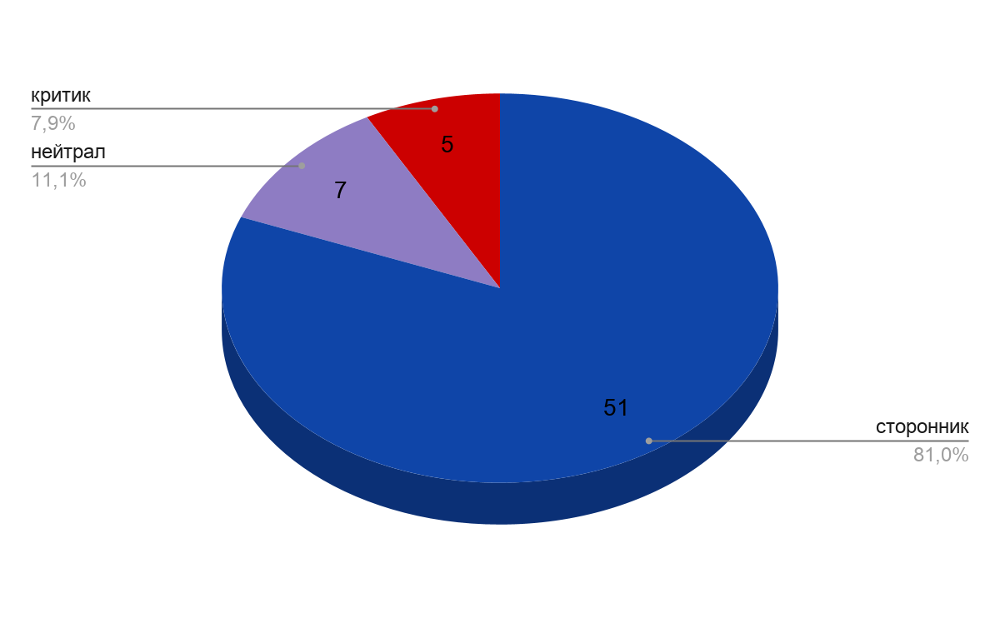 критик
7,9%
нейтрал
11,1%
5
7
51
сторонник
81,0%